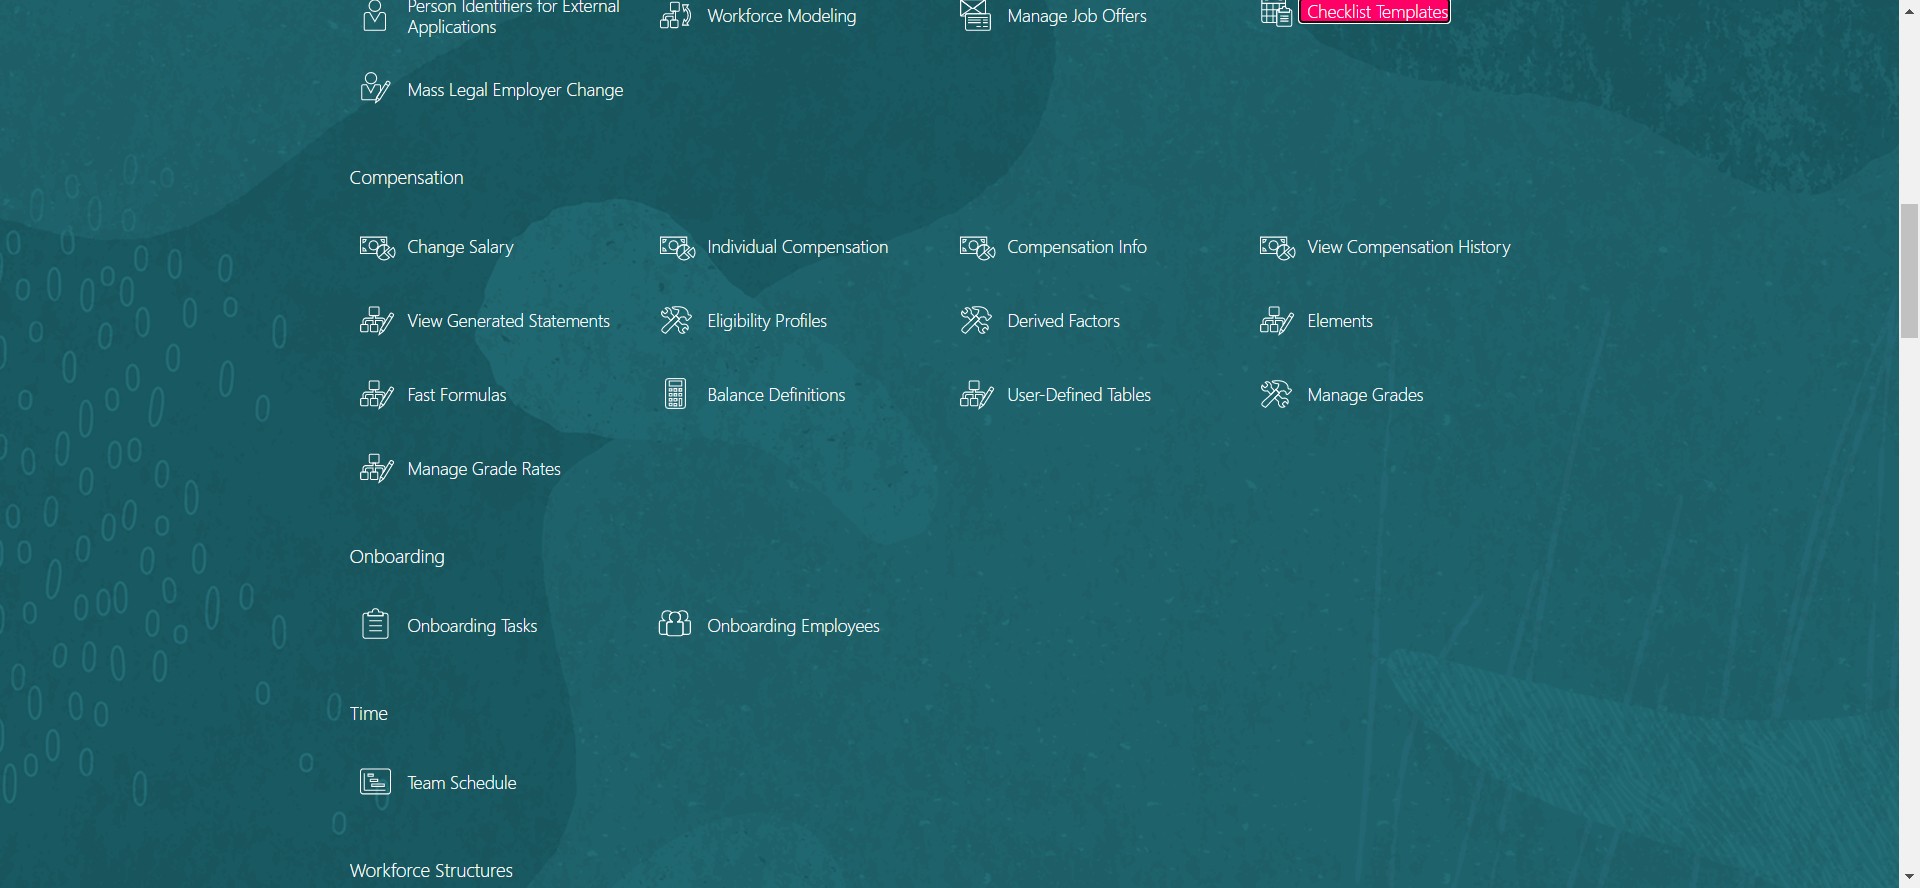 Person Identifiers for External
Applications
Workforce Modeling
Manage Job Offers
Checklist Templates
Mass Legal Employer Change
Compensation
Change Salary
Individual Compensation
Compensation Info
View Compensation History
View Generated Statements
Eligibility Profiles
Derived Factors
Elements
Fast Formulas
Balance Definitions
User-Defined Tables
Manage Grades
Manage Grade Rates
Onboarding
Onboarding Tasks
Onboarding Employees
Time
Team Schedule
Workforce Structures